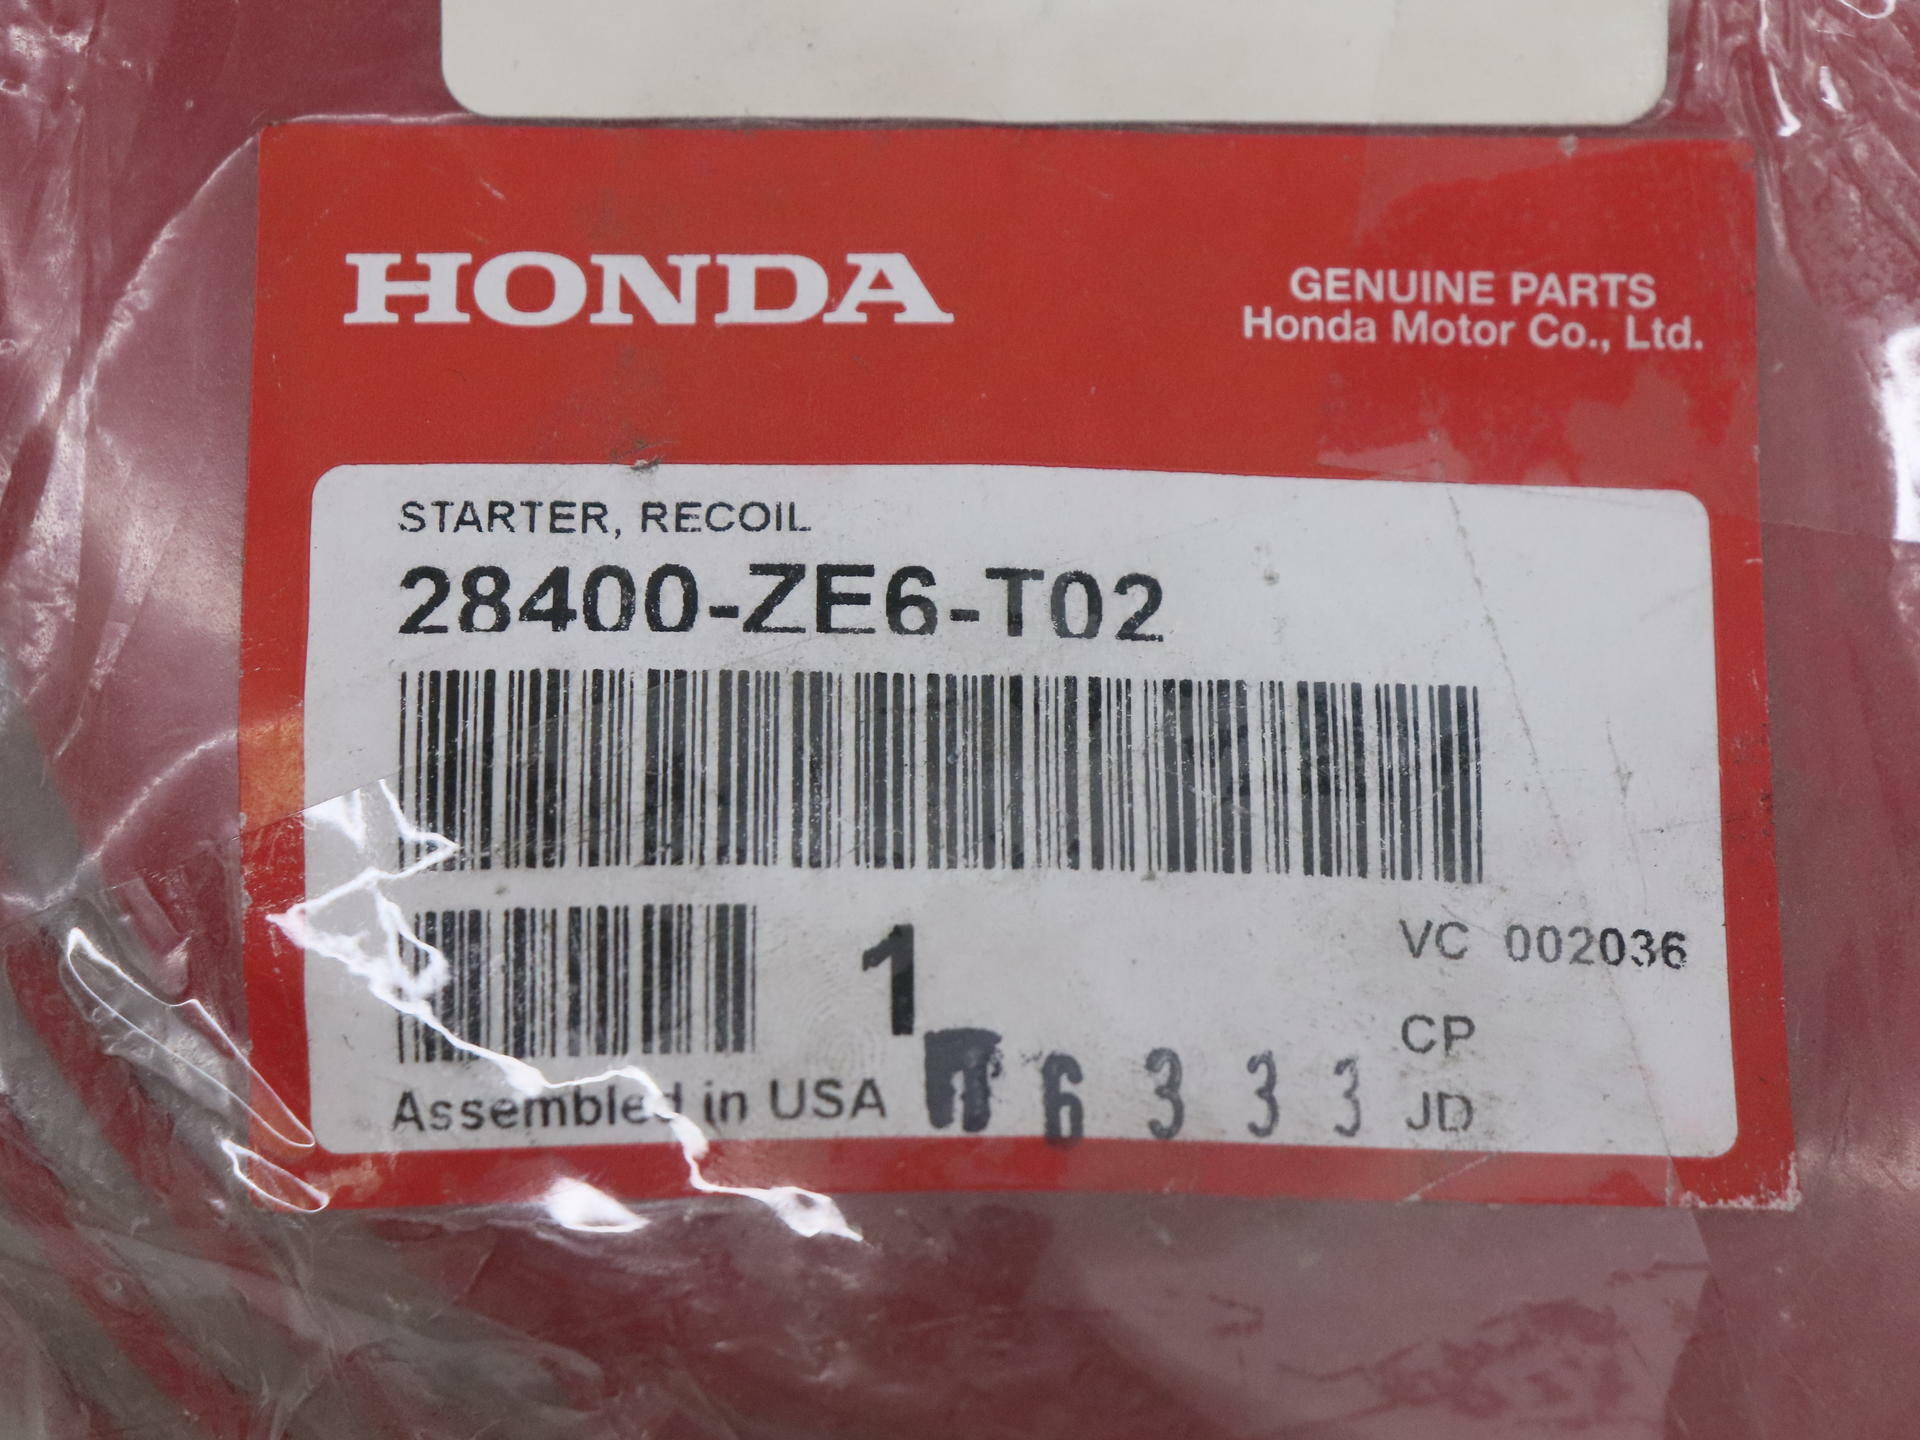 HONDA
GENUINE PARTS
Honda Motor Co., Ltd.
STARTER, RECOIL
28400-ZE6-T02
1
VC 002036
CP
Assembled in USA
6 3 3 3
JD